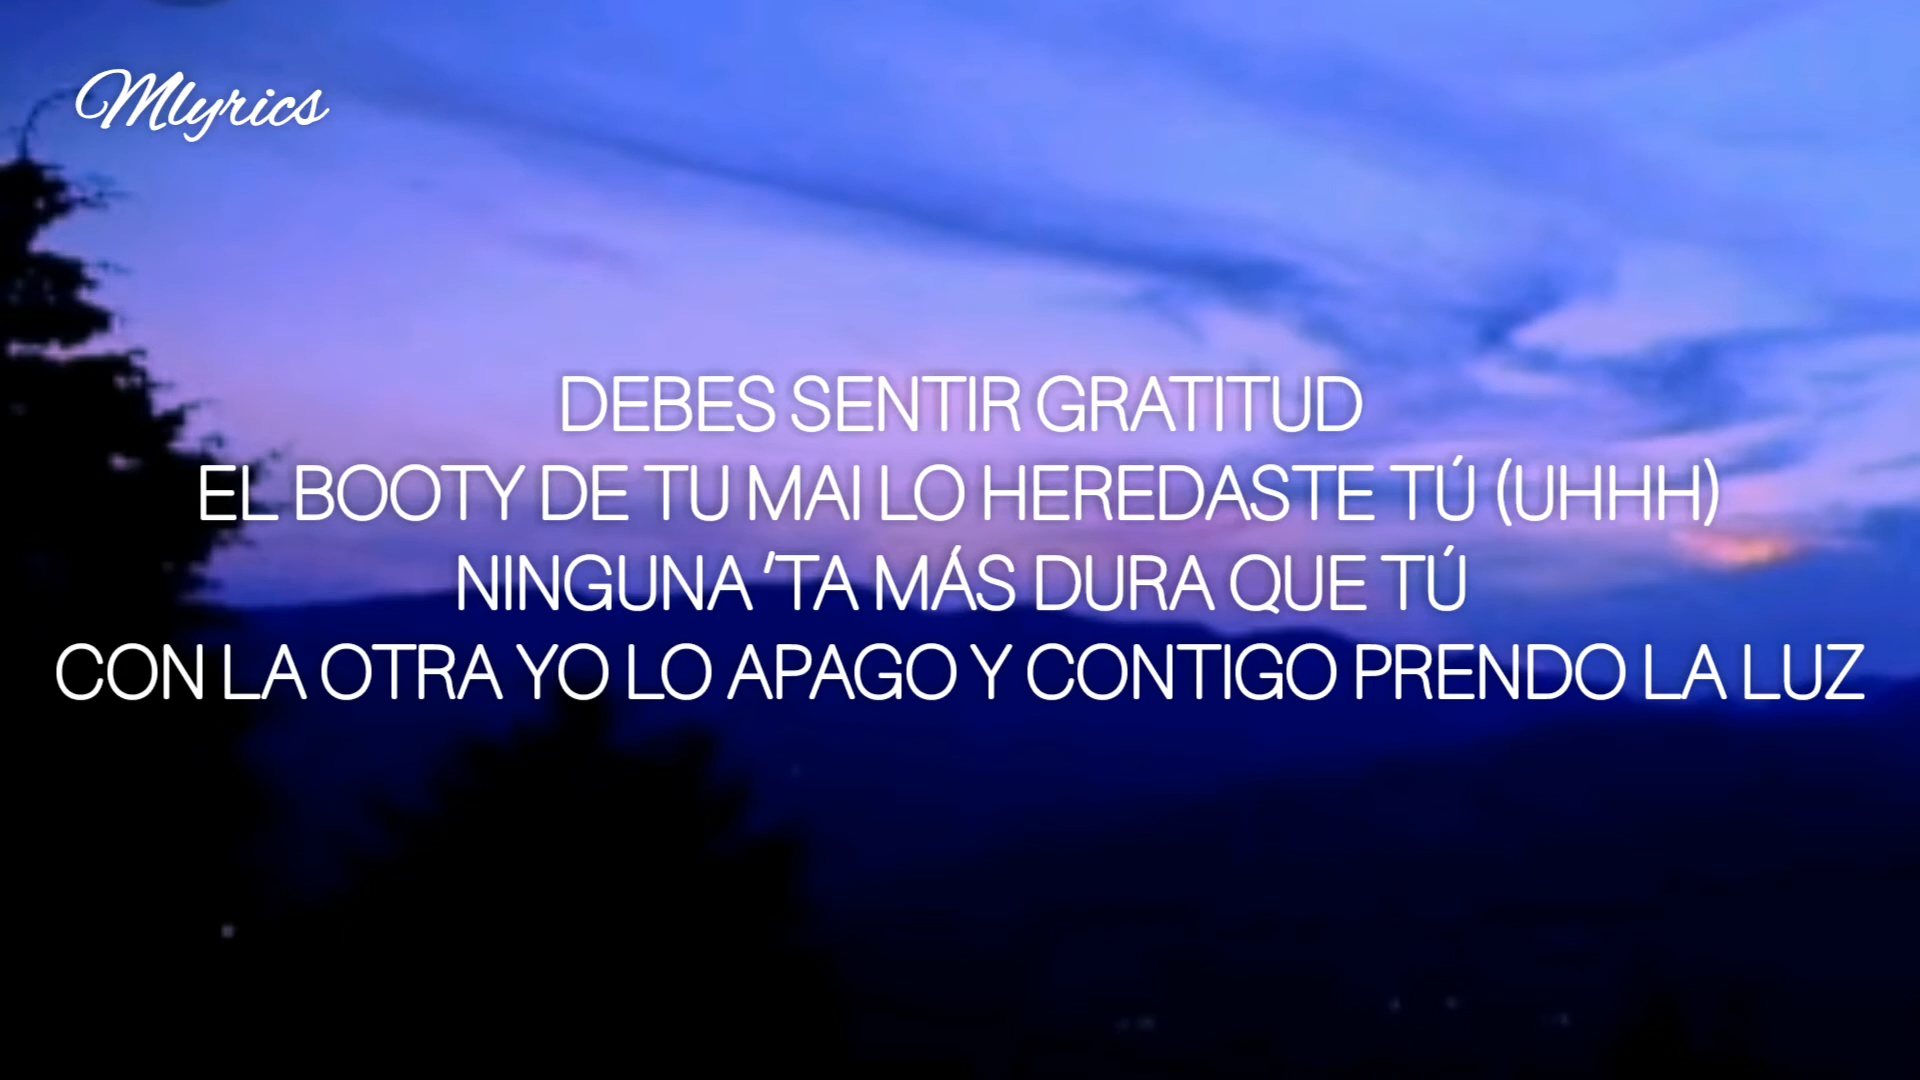 Mlyrics
DEBES SENTIR GRATITUD
EL BOOTY DE TU MAI LO HEREDASTE TÚ (UHHH)
NINGUNA 'TA MÁS DURA QUE TÚ
CON LA OTRA YO LO APAGO Y CONTIGO PRENDO LA LUZ